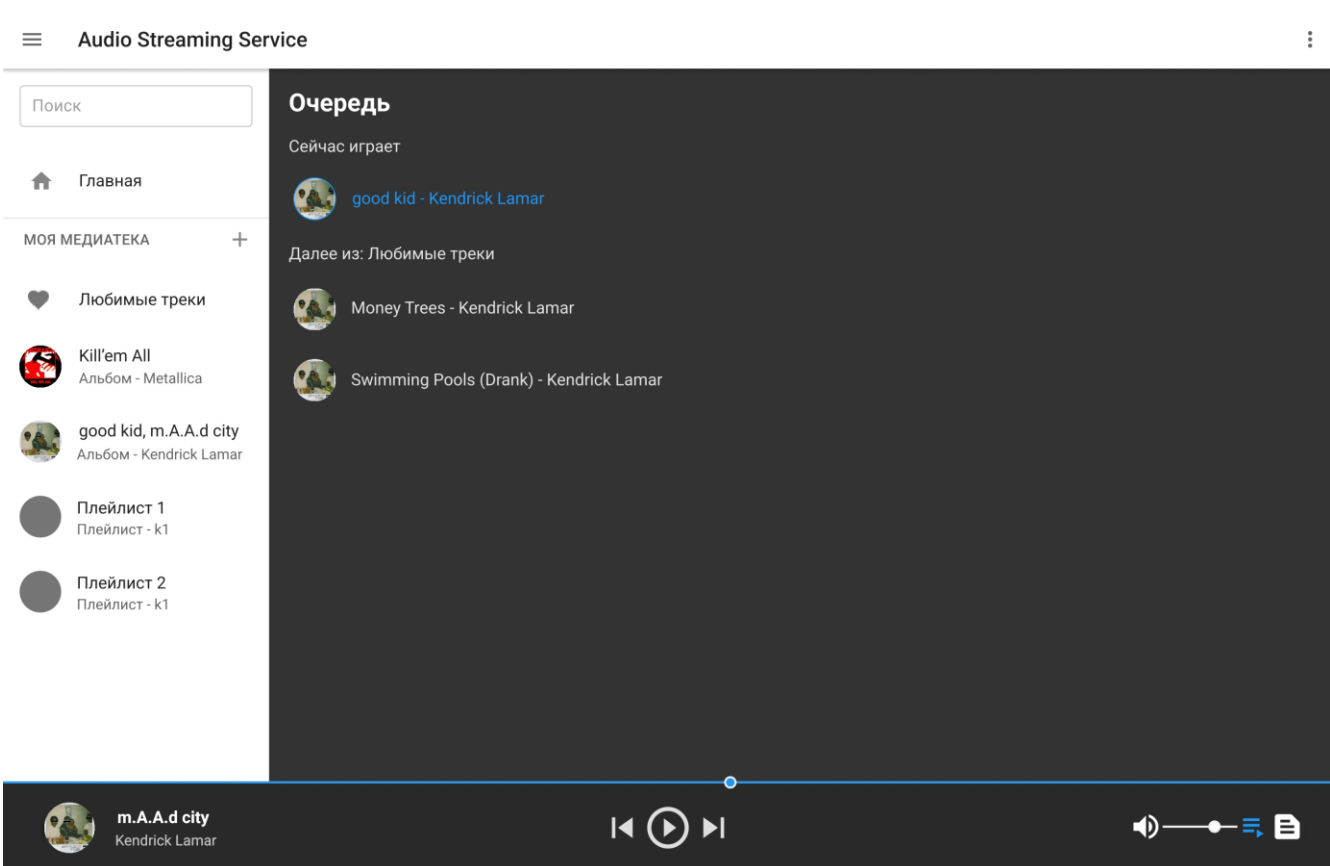 Audio Streaming Service
Поиск
Главная
МОЯ МЕДИАТЕКА
Любимые треки
Kill'em All
Альбом - Metallica
good kid, m.A.A.d city
Альбом - Kendrick Lamar
Плейлист 1
Плейлист - k1
Плейлист 2
Плейлист - k1
Очередь
Сейчас играет
good kid - Kendrick Lamar
Далее из: Любимые треки
Money Trees - Kendrick Lamar
Swimming Pools (Drank) - Kendrick Lamar
m.A.A.d city
Kendrick Lamar